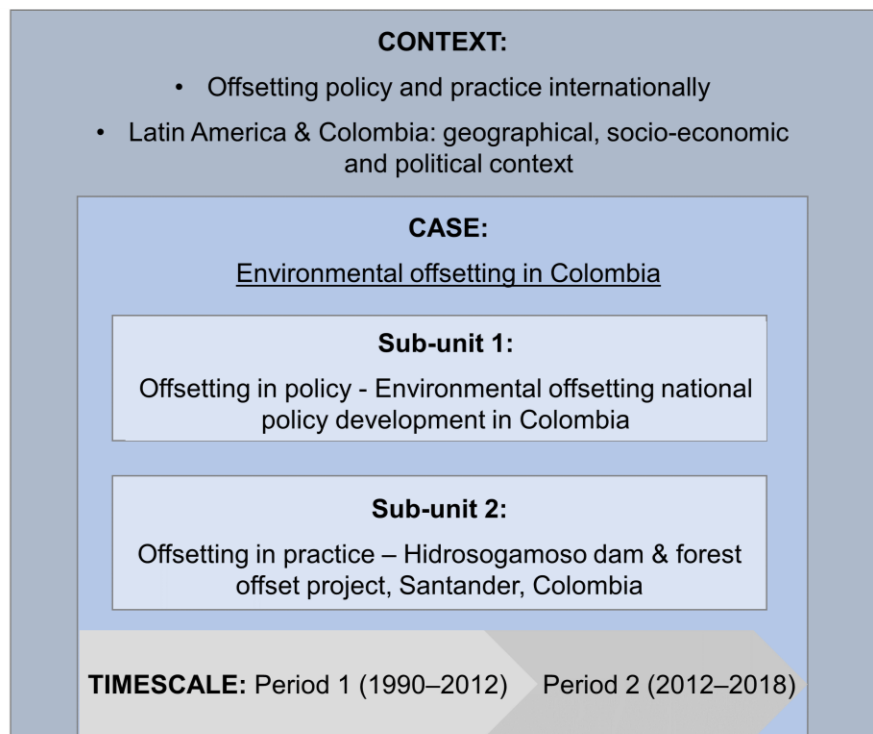 CONTEXT:
• Offsetting policy and practice internationally
• Latin America & Colombia: geographical, socio-economic
and political context
CASE:
Environmental offsetting in Colombia
Sub-unit 1:
Offsetting in policy - Environmental offsetting national
policy development in Colombia
Sub-unit 2:
Offsetting in practice – Hidrosogamoso dam & forest
offset project, Santander, Colombia
TIMESCALE: Period 1 (1990–2012) Period 2 (2012–2018)